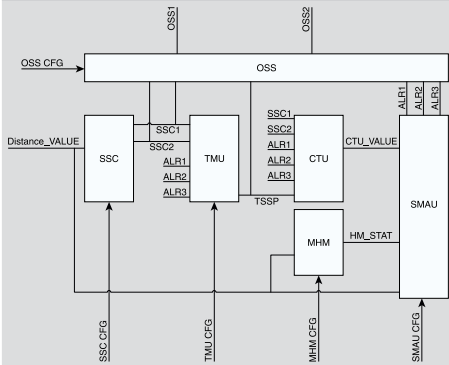 OSS1
OSS2
OSS CFG
OSS
ALR1
ALR2
ALR3
Distance_VALUE
SSC
SSC1
SSC2
TMU
ALR1
ALR2
ALR3
TSSP
SSC1
SSC2
ALR1
ALR2
ALR3
CTU
CTU_VALUE
SMAU
MHM
HM_STAT
SSC CFG
TMU CFG
MHM CFG
SMAU CFG